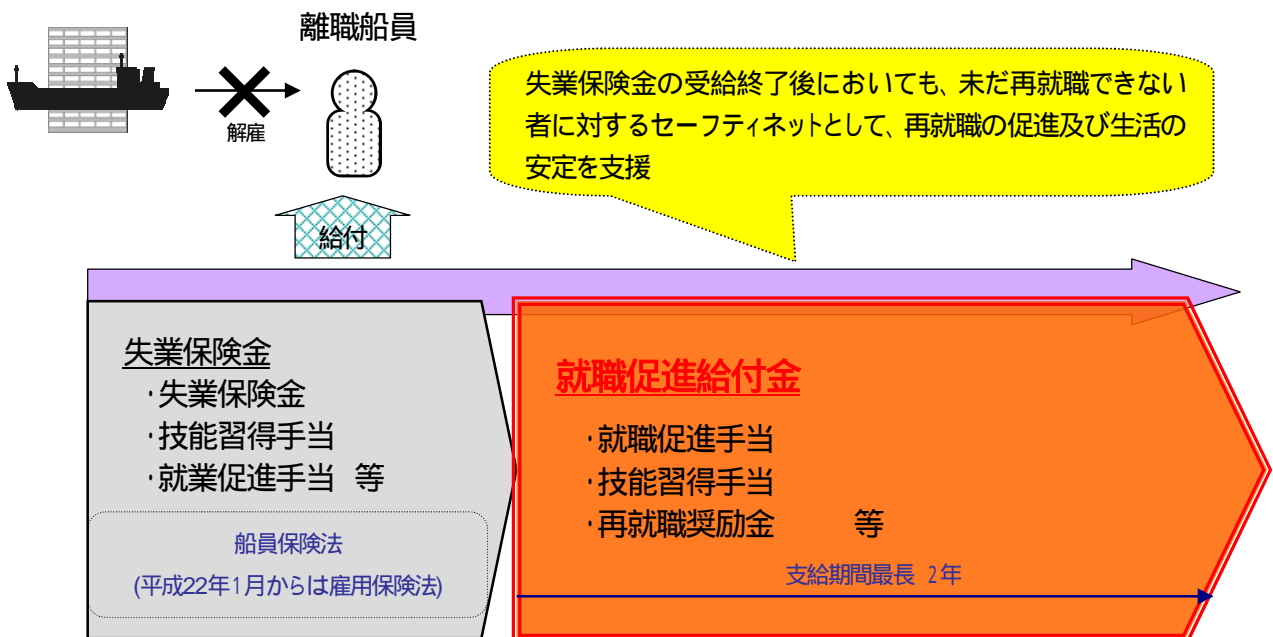 離職船員
解雇
失業保険金の受給終了後においても、未だ再就職できない
者に対するセーフティネットとして、再就職の促進及び生活の
安定を支援
給付
失業保険金
・失業保険金
・技能習得手当
・就業促進手当 等
船員保険法
(平成22年1月からは雇用保険法)
就職促進給付金
・就職促進手当
・技能習得手当
・再就職奨励金 等
支給期間最長 2年